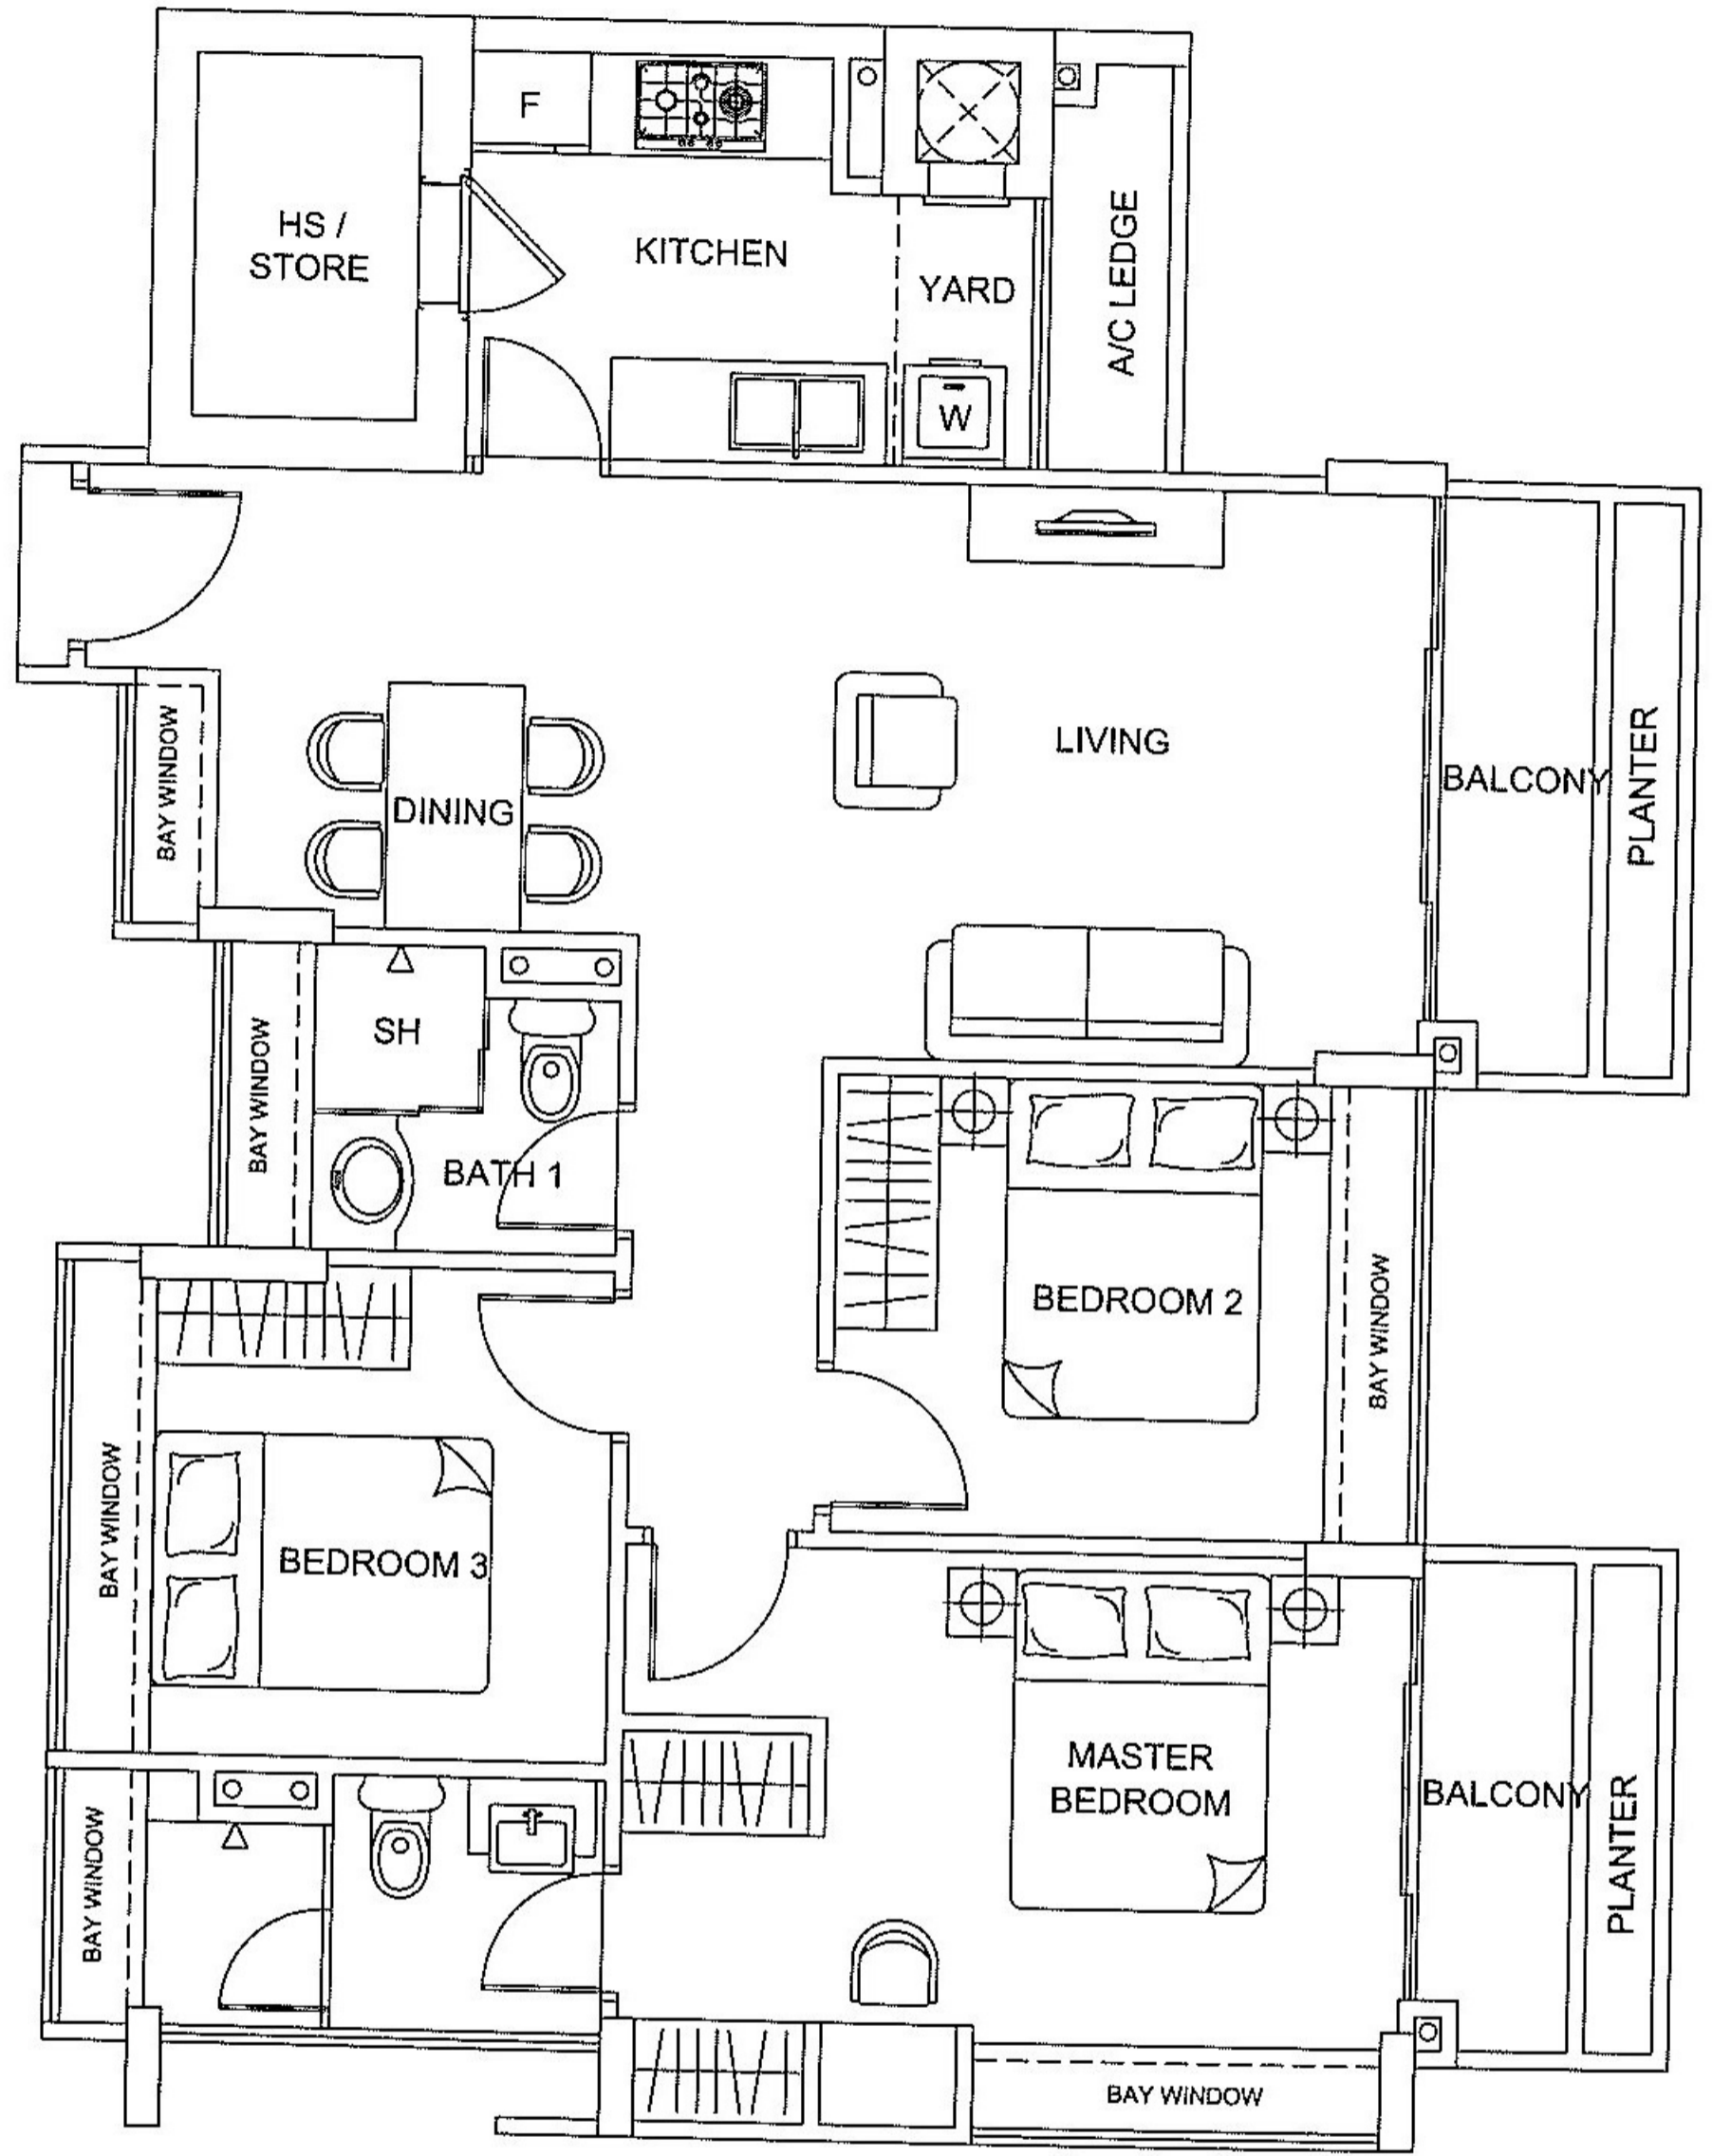 F
HS /
STORE
KITCHEN
YARD
A/C LEDGE
W
BAY WINDOW
DINING
LIVING
BALCONY
PLANTER
BAY WINDOW
SH
BATH 1
BEDROOM 2
BAY WINDOW
BAY WINDOW
BEDROOM 3
MASTER
BEDROOM
BALCONY
PLANTER
BAY WINDOW
BAY WINDOW